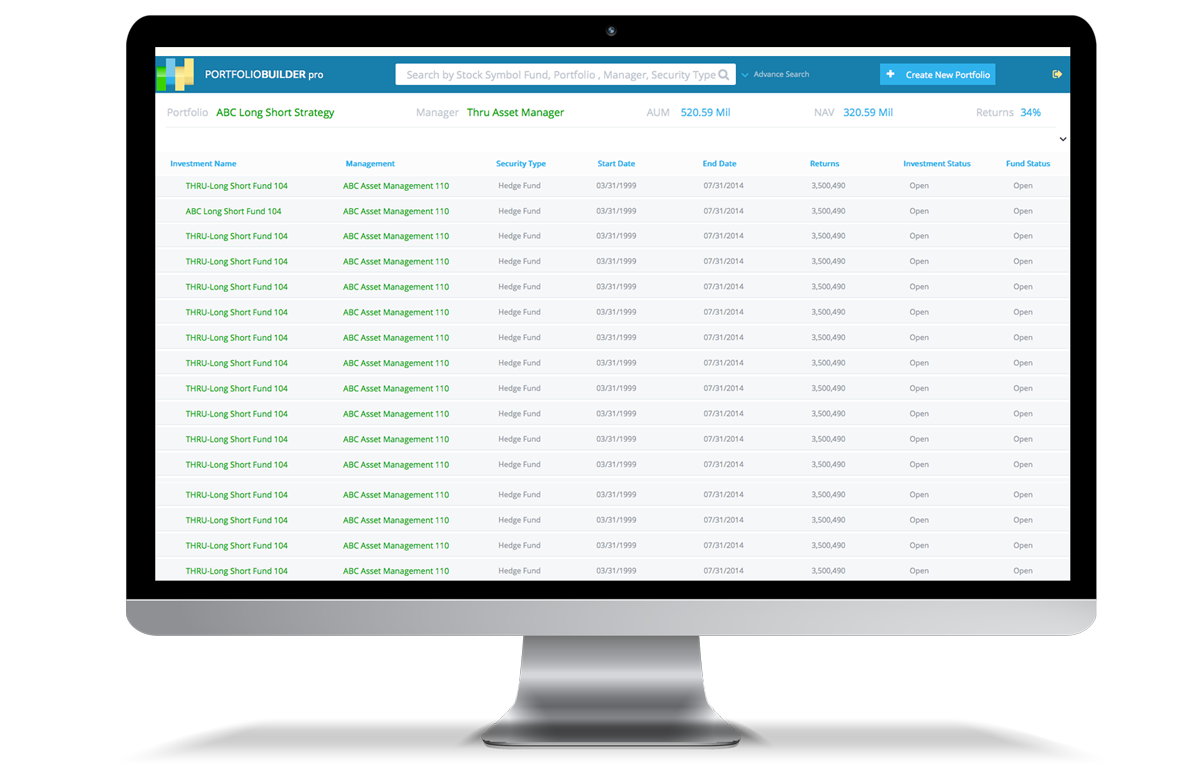 PORTFOLIOBUILDER pro Search by Stock Symbol Fund, Portfolio , Manager, Security Type Advance Search Create New Portfolio
Portfolio ABC Long Short Strategy Manager Thru Asset Manager AUM 520.59 Mil NAV 320.59 Mil Returns 34%
Investment Name Management Security Type Start Date End Date Returns Investment Status Fund Status
THRU-Long Short Fund 104 ABC Asset Management 110 Hedge Fund 03/31/1999 07/31/2014 3,500,490 Open Open
ABC Long Short Fund 104 ABC Asset Management 110 Hedge Fund 03/31/1999 07/31/2014 3,500,490 Open Open
THRU-Long Short Fund 104 ABC Asset Management 110 Hedge Fund 03/31/1999 07/31/2014 3,500,490 Open Open
THRU-Long Short Fund 104 ABC Asset Management 110 Hedge Fund 03/31/1999 07/31/2014 3,500,490 Open Open
THRU-Long Short Fund 104 ABC Asset Management 110 Hedge Fund 03/31/1999 07/31/2014 3,500,490 Open Open
THRU-Long Short Fund 104 ABC Asset Management 110 Hedge Fund 03/31/1999 07/31/2014 3,500,490 Open Open
THRU-Long Short Fund 104 ABC Asset Management 110 Hedge Fund 03/31/1999 07/31/2014 3,500,490 Open Open
THRU-Long Short Fund 104 ABC Asset Management 110 Hedge Fund 03/31/1999 07/31/2014 3,500,490 Open Open
THRU-Long Short Fund 104 ABC Asset Management 110 Hedge Fund 03/31/1999 07/31/2014 3,500,490 Open Open
THRU-Long Short Fund 104 ABC Asset Management 110 Hedge Fund 03/31/1999 07/31/2014 3,500,490 Open Open
THRU-Long Short Fund 104 ABC Asset Management 110 Hedge Fund 03/31/1999 07/31/2014 3,500,490 Open Open
THRU-Long Short Fund 104 ABC Asset Management 110 Hedge Fund 03/31/1999 07/31/2014 3,500,490 Open Open
THRU-Long Short Fund 104 ABC Asset Management 110 Hedge Fund 03/31/1999 07/31/2014 3,500,490 Open Open
THRU-Long Short Fund 104 ABC Asset Management 110 Hedge Fund 03/31/1999 07/31/2014 3,500,490 Open Open
THRU-Long Short Fund 104 ABC Asset Management 110 Hedge Fund 03/31/1999 07/31/2014 3,500,490 Open Open
THRU-Long Short Fund 104 ABC Asset Management 110 Hedge Fund 03/31/1999 07/31/2014 3,500,490 Open Open